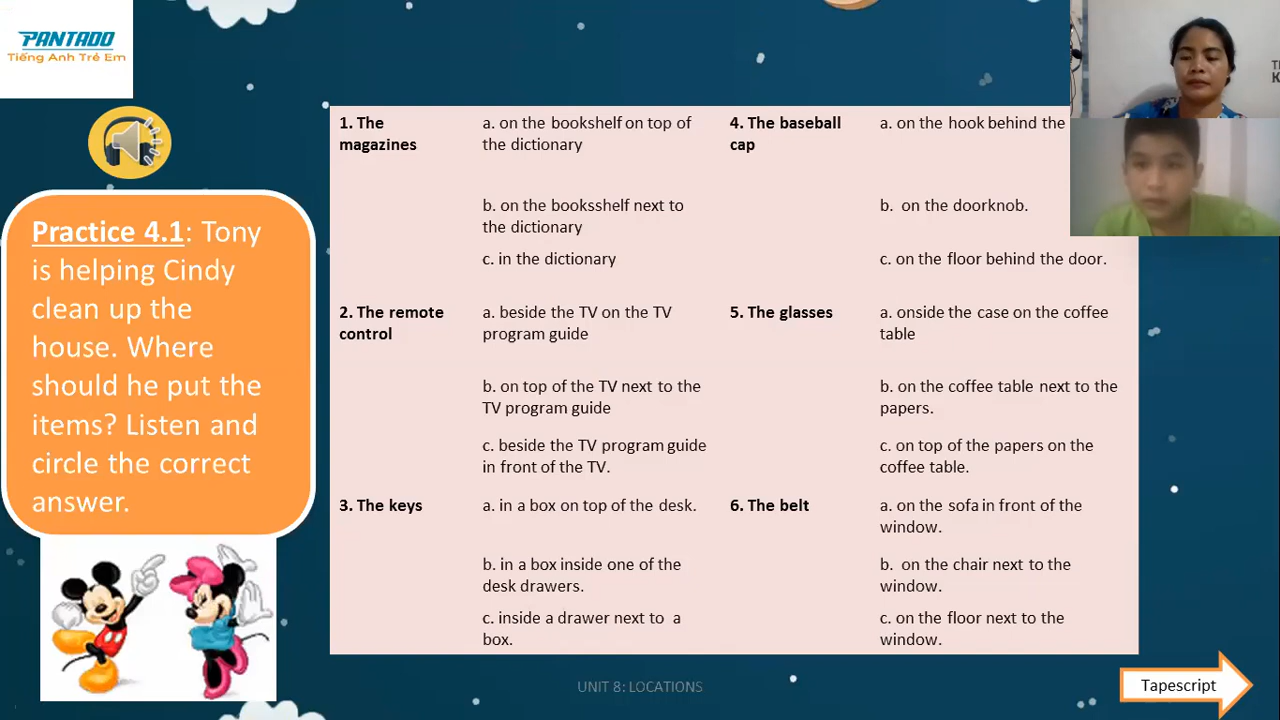 PANTADO
Tiếng Anh Trẻ Em
Practice 4.1: Tony
is helping Cindy
clean up the
house. Where
should he put the
items? Listen and
circle the correct
answer.
1. The
magazines
a. on the bookshelf on top of
the dictionary
b. on the booksshelf next to
the dictionary
c. in the dictionary
2. The remote
control
a. beside the TV on the TV
program guide
b. on top of the TV next to the
TV program guide
c. beside the TV program guide
in front of the TV.
3. The keys
a. in a box on top of the desk.
b. in a box inside one of the
desk drawers.
c. inside a drawer next to a
box.
4. The baseball
cap
a. on the hook behind the
b. on the doorknob.
c. on the floor behind the door.
5. The glasses
a. onside the case on the coffee
table
b. on the coffee table next to the
papers.
c. on top of the papers on the
coffee table.
6. The belt
a. on the sofa in front of the
window.
b. on the chair next to the
window.
c. on the floor next to the
window.
UNIT 8: LOCATIONS
Tapescript